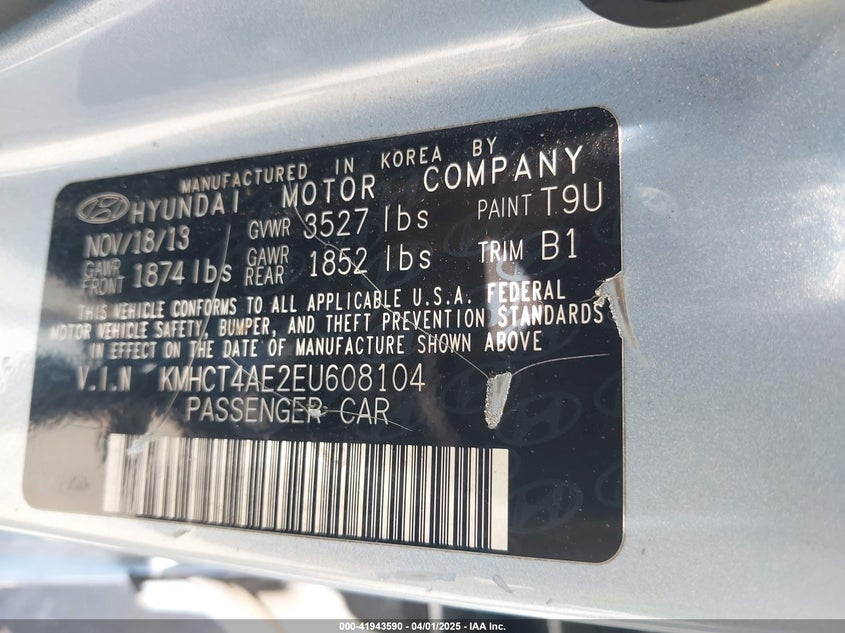 MANUFACTURED IN KOREA BY
HYUNDAI MOTOR COMPANY
NOV/18/13 GVWR 3527 lbs PAINT T9U
GAWR FRONT 1874 lbs GAWR REAR 1852 lbs TRIM B1
THIS VEHICLE CONFORMS TO ALL APPLICABLE U.S.A. FEDERAL
MOTOR VEHICLE SAFETY, BUMPER, AND THEFT PREVENTION STANDARDS
IN EFFECT ON THE DATE OF MANUFACTURE SHOWN ABOVE
V.I.N KMHCT4AE2EU608104
PASSENGER CAR
000-41943590 - 04/01/2025 - IAA Inc.